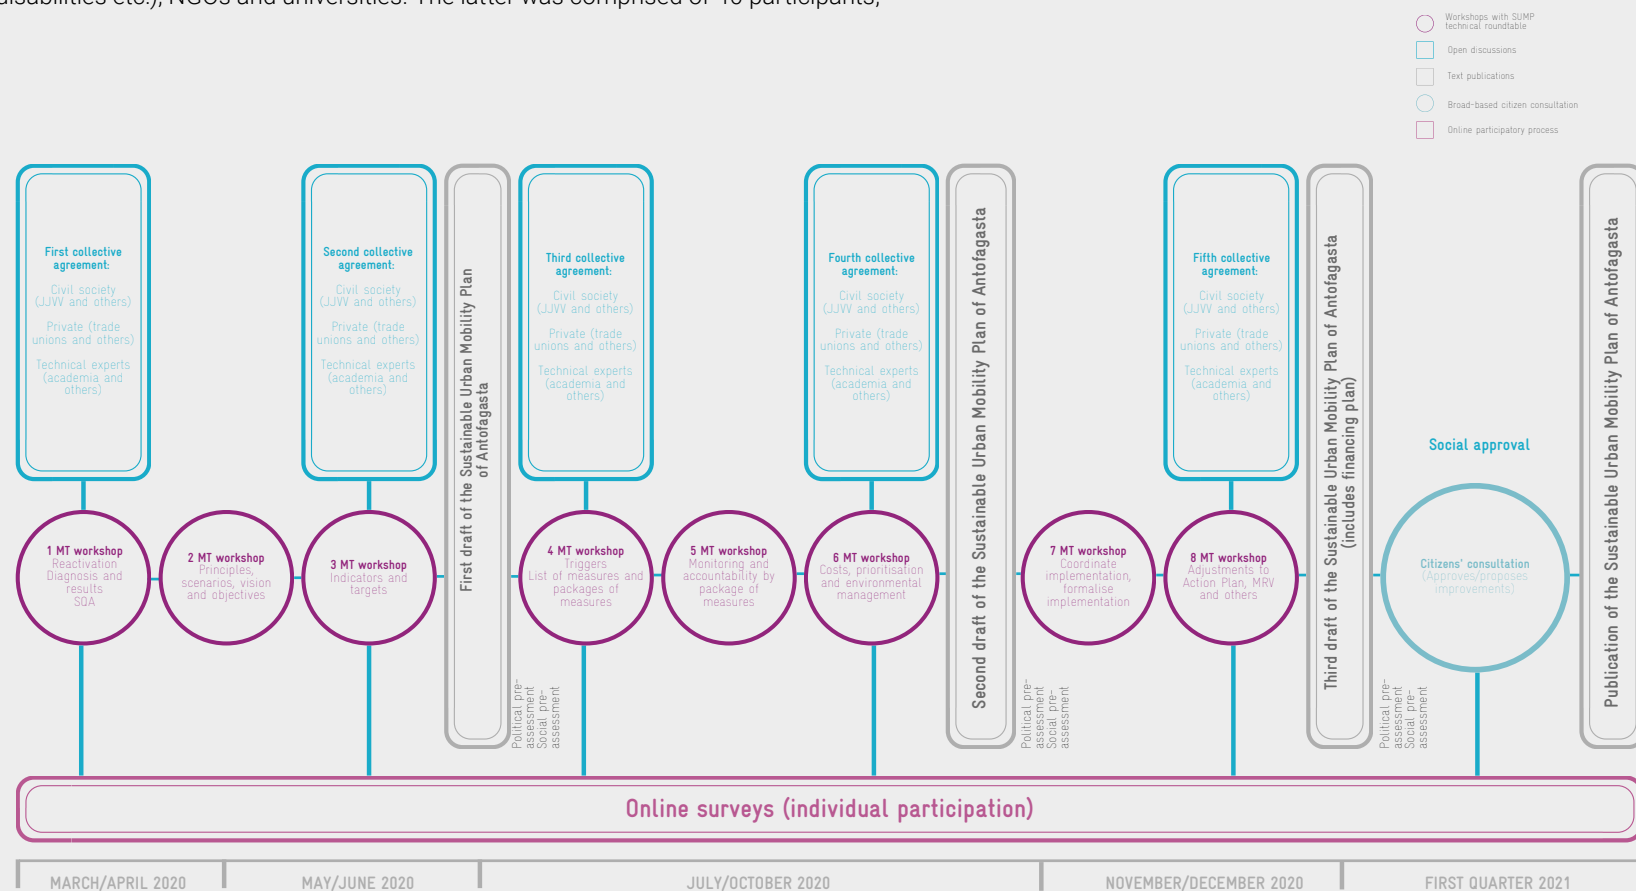 disabilities etc.), NGOs and universities. The latter was comprised of 40 participants,
Workshops with SUMP
technical roundtable
Open discussions
Text publications
Broad-based citizen consultation
Online participatory process
First collective
agreement:
Civil society
(JJVV and others)
Private (trade
unions and others)
Technical experts
(academia and
others)
Second collective
agreement:
Civil society
(JJVV and others)
Private (trade
unions and others)
Technical experts
(academia and
others)
First draft of the Sustainable Urban Mobility Plan
of Antofagasta
Third collective
agreement:
Civil society
(JJVV and others)
Private (trade
unions and others)
Technical experts
(academia and
others)
Fourth collective
agreement:
Civil society
(JJVV and others)
Private (trade
unions and others)
Technical experts
(academia and
others)
Second draft of the Sustainable Urban Mobility Plan of Antofagasta
Fifth collective
agreement:
Civil society
(JJVV and others)
Private (trade
unions and others)
Technical experts
(academia and
others)
Third draft of the Sustainable Urban Mobility Plan of Antofagasta
(includes financing plan)
Social approval
Publication of the Sustainable Urban Mobility Plan of Antofagasta
1 MT workshop
Reactivation
Diagnosis and
results
SQA
2 MT workshop
Principles,
scenarios, vision
and objectives
3 MT workshop
Indicators and
targets
4 MT workshop
Triggers
List of measures and
packages of
measures
5 MT workshop
Monitoring and
accountability by
package of
measures
6 MT workshop
Costs, prioritisation
and environmental
management
7 MT workshop
Coordinate
implementation,
formalise
implementation
8 MT workshop
Adjustments to
Action Plan, MRV
and others
Citizens' consultation
(Approves/proposes
improvements)
Political pre-
assessment
Social pre-
assessment
Political pre-
assessment
Social pre-
assessment
Political pre-
assessment
Social pre-
assessment
Online surveys (individual participation)
MARCH/APRIL 2020
MAY/JUNE 2020
JULY/OCTOBER 2020
NOVEMBER/DECEMBER 2020
FIRST QUARTER 2021